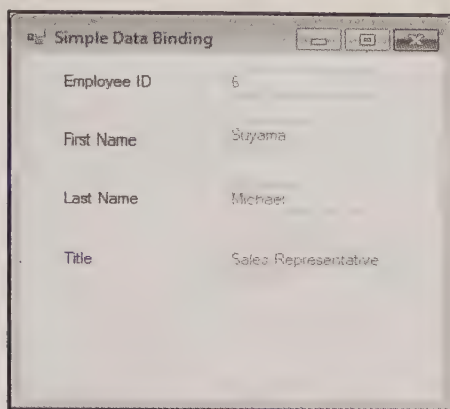 Simple Data Binding
Employee ID 6
First Name Suyama
Last Name Michael
Title Sales Representative